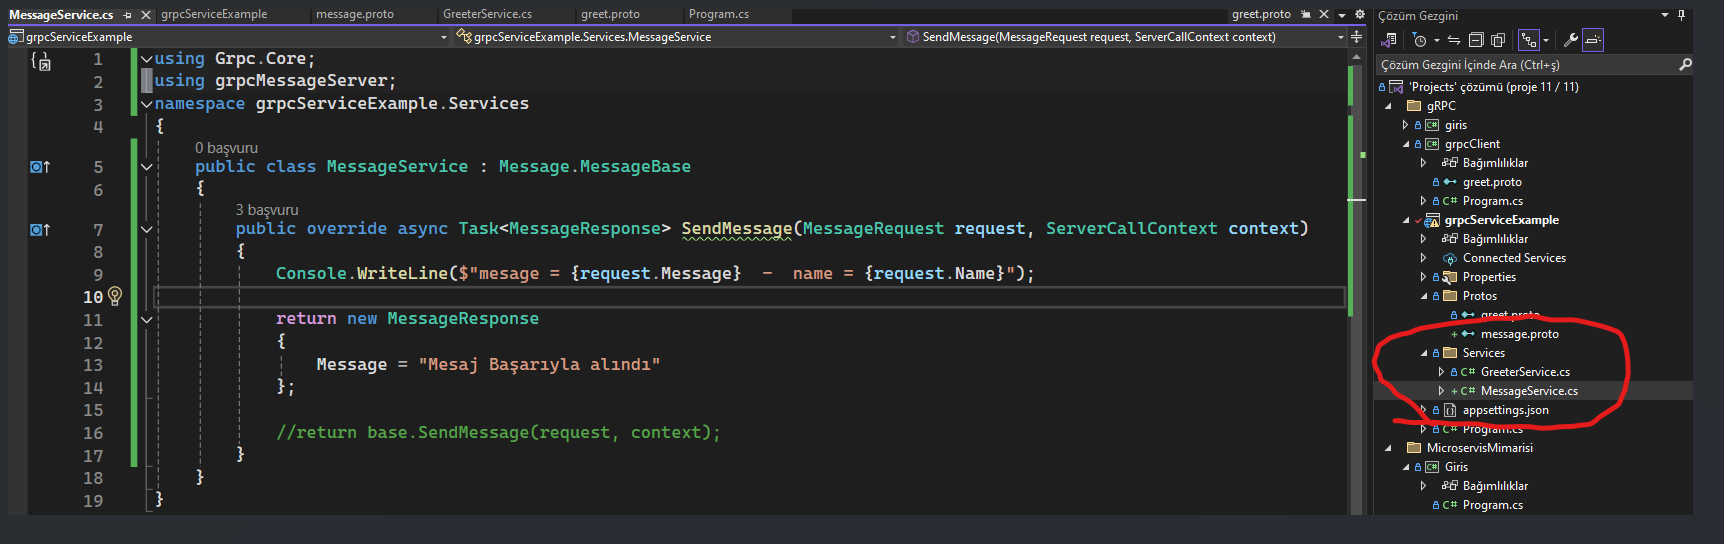 MessageService.cs
grpcServiceExample
message.proto
GreeterService.cs
greet.proto
Program.cs
greet.proto
grpcServiceExample
grpcServiceExample.Services.MessageService
SendMessage(MessageRequest request, ServerCallContext context)
1 using Grpc.Core;
2 using grpcMessageServer;
3 namespace grpcServiceExample.Services
4 {
0 başvuru
5 public class MessageService : Message.MessageBase
6 {
3 başvuru
7 public override async Task<MessageResponse> SendMessage(MessageRequest request, ServerCallContext context)
8 {
9 Console.WriteLine($"mesage = {request.Message}  -  name = {request.Name}");
10
11 return new MessageResponse
12 {
13 Message = "Mesaj Başarıyla alındı"
14 };
15
16 //return base.SendMessage(request, context);
17 }
18 }
19 }
Çözüm Gezgini
Çözüm Gezgini İçinde Ara (Ctrl+ş)
'Projects' çözümü (proje 11 / 11)
gRPC
giris
grpcClient
Bağımlılıklar
greet.proto
Program.cs
grpcServiceExample
Bağımlılıklar
Connected Services
Properties
Protos
greet.proto
message.proto
Services
GreeterService.cs
MessageService.cs
appsettings.json
Program.cs
MicroservisMimarisi
Giris
Bağımlılıklar
Program.cs